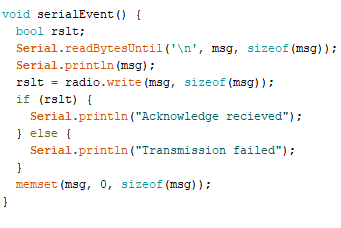 void serialEvent() {
  bool rslt;
  Serial.readBytesUntil('\n', msg, sizeof(msg));
  Serial.println(msg);
  rslt = radio.write(msg, sizeof(msg));
  if (rslt) {
    Serial.println("Acknowledge recieved");
  } else {
    Serial.println("Transmission failed");
  }
  memset(msg, 0, sizeof(msg));
}